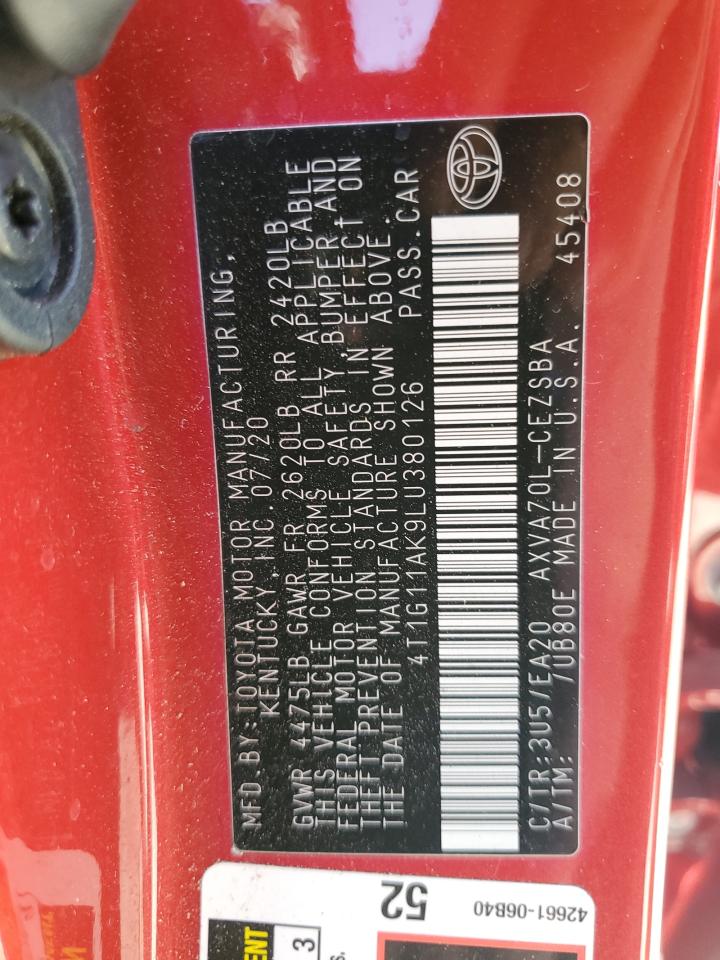 MFD.BY:TOYOTA MOTOR MANUFACTURING,
KENTUCKY,INC.07/20
GVWR 4475LB GAWR FR 2620LB RR 2420LB
THIS VEHICLE CONFORMS TO ALL APPLICABLE
FEDERAL MOTOR VEHICLE SAFETY,BUMPER AND
THEFT PREVENTION STANDARDS IN EFFECT ON
THE DATE OF MANUFACTURE SHOWN ABOVE.
4T1G11AK9LU380126 PASS.CAR
C/TR:3U5/EA20 AXVA70L-CEZSBA
A/TM: /UB80E MADE IN U.S.A. 45408
52
42661-06B40
3